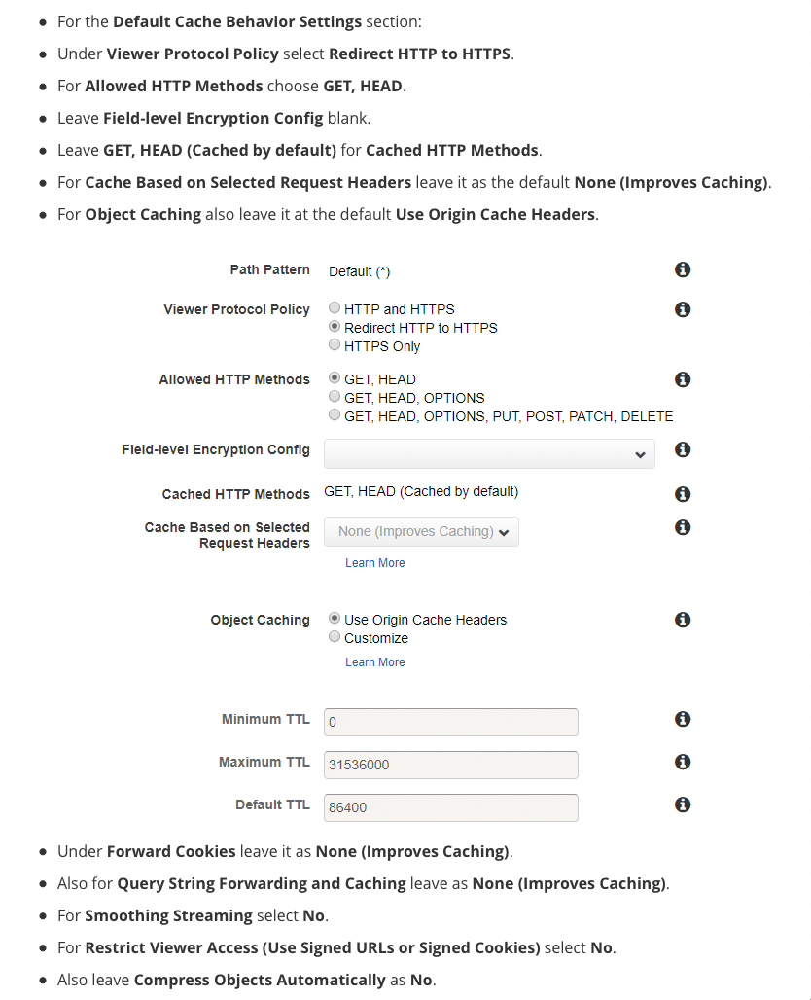 For the Default Cache Behavior Settings section:
Under Viewer Protocol Policy select Redirect HTTP to HTTPS.
For Allowed HTTP Methods choose GET, HEAD.
Leave Field-level Encryption Config blank.
Leave GET, HEAD (Cached by default) for Cached HTTP Methods.
For Cache Based on Selected Request Headers leave it as the default None (Improves Caching).
For Object Caching also leave it at the default Use Origin Cache Headers.
Path Pattern Default (*)
Viewer Protocol Policy HTTP and HTTPS
Redirect HTTP to HTTPS
HTTPS Only
Allowed HTTP Methods GET, HEAD
GET, HEAD, OPTIONS
GET, HEAD, OPTIONS, PUT, POST, PATCH, DELETE
Field-level Encryption Config
Cached HTTP Methods GET, HEAD (Cached by default)
Cache Based on Selected None (Improves Caching)
Request Headers
Learn More
Object Caching Use Origin Cache Headers
Customize
Learn More
Minimum TTL 0
Maximum TTL 31536000
Default TTL 86400
Under Forward Cookies leave it as None (Improves Caching).
Also for Query String Forwarding and Caching leave as None (Improves Caching).
For Smoothing Streaming select No.
For Restrict Viewer Access (Use Signed URLs or Signed Cookies) select No.
Also leave Compress Objects Automatically as No.